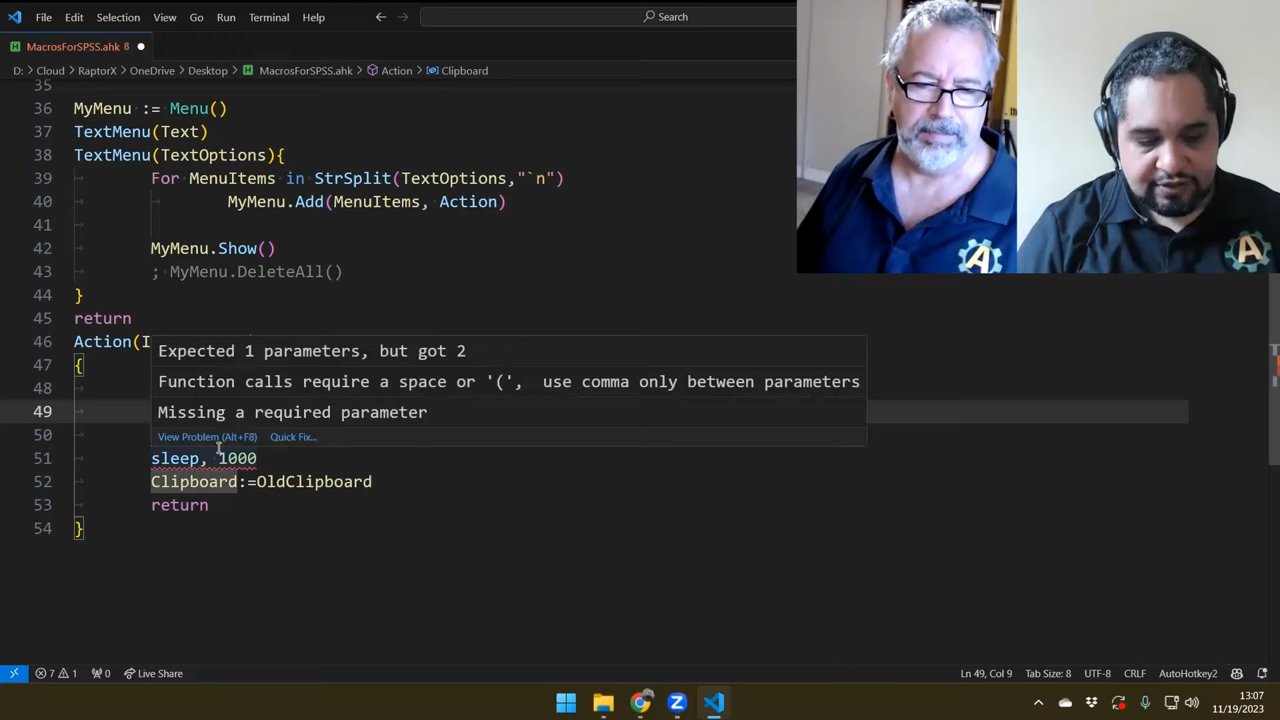 File Edit Selection View Go Run Terminal Help
Search
MacrosForSPSS.ahk 8
D: > Cloud > RaptorX > OneDrive > Desktop > MacrosForSPSS.ahk > Action > Clipboard
35
36 MyMenu := Menu()
37 TextMenu(Text)
38 TextMenu(TextOptions){
39 For MenuItems in StrSplit(TextOptions,"`n")
40 MyMenu.Add(MenuItems, Action)
41
42 MyMenu.Show()
43 ; MyMenu.DeleteAll()
44 }
45 return
46 Action(I
47 {
48
49
50
Expected 1 parameters, but got 2
Function calls require a space or '(', use comma only between parameters
Missing a required parameter
View Problem (Alt+F8) Quick Fix...
51 sleep, 1000
52 Clipboard:=OldClipboard
53 return
54 }
A
A
7 1 0 Live Share
Ln 49, Col 9 Tab Size: 8 UTF-8 CRLF AutoHotkey2
13:07
11/19/2023